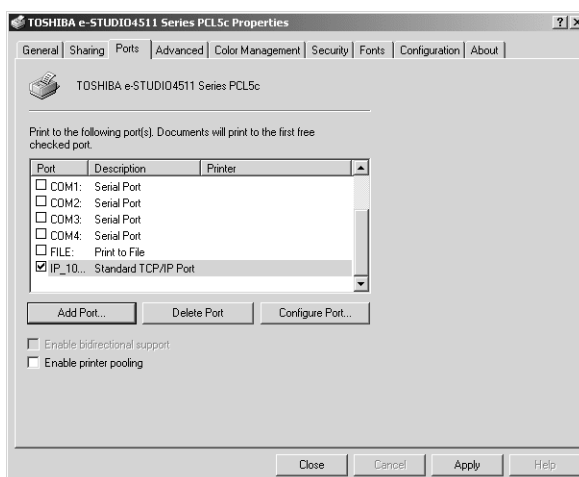 TOSHIBA e-STUDIO4511 Series PCL5c Properties
General Sharing Ports Advanced Color Management Security Fonts Configuration About
TOSHIBA e-STUDIO4511 Series PCL5c
Print to the following port(s). Documents will print to the first free
checked port.
Port Description Printer
COM1: Serial Port
COM2: Serial Port
COM3: Serial Port
COM4: Serial Port
FILE: Print to File
IP_10... Standard TCP/IP Port
Add Port... Delete Port Configure Port...
Enable bidirectional support
Enable printer pooling
Close Cancel Apply Help